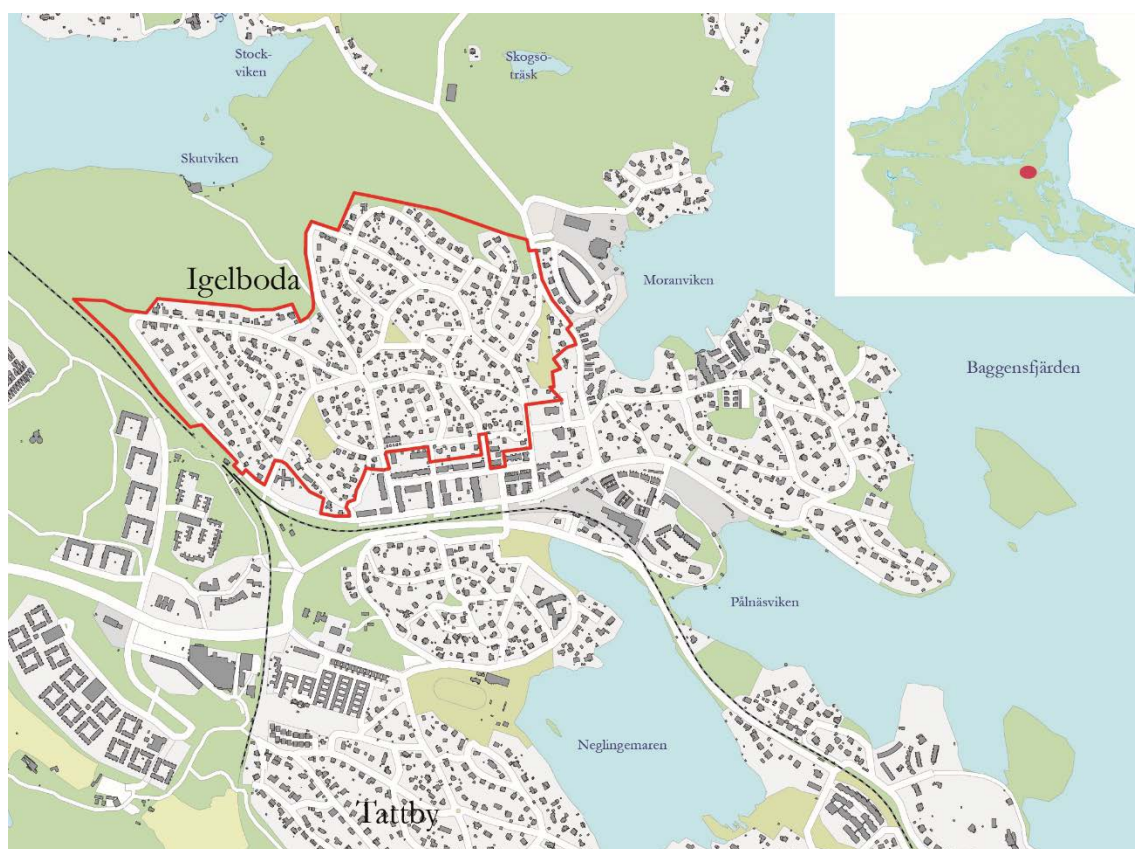 Stock-
viken
Skogsö-
träsk
Skutviken
Igelboda
Moranviken
Baggensfjärden
Pålnäsviken
Neglingemaren
Tattby